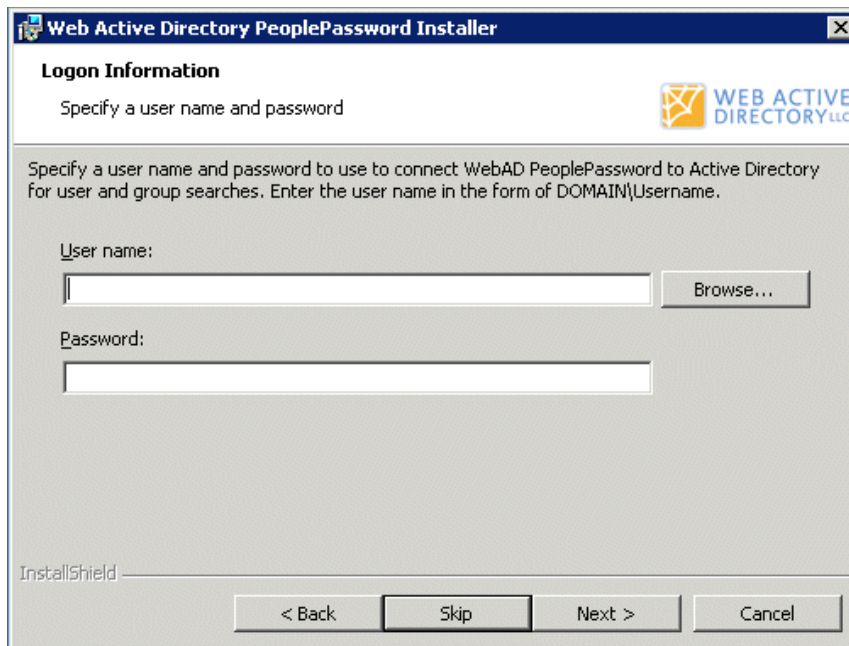 Web Active Directory PeoplePassword Installer
Logon Information
Specify a user name and password
WEB ACTIVE
DIRECTORY LLC
Specify a user name and password to use to connect WebAD PeoplePassword to Active Directory
for user and group searches. Enter the user name in the form of DOMAIN\Username.
User name:
Browse...
Password:
InstallShield
< Back Skip Next > Cancel